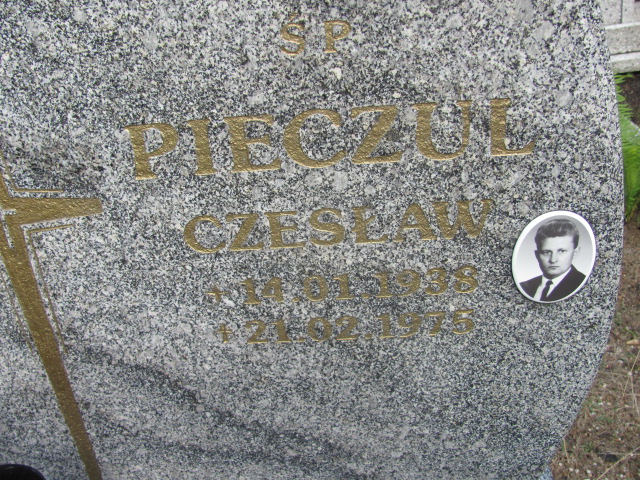 ŚP
PIECZUL
CZESŁAW
+ 14.01.1938
+ 21.02.1975